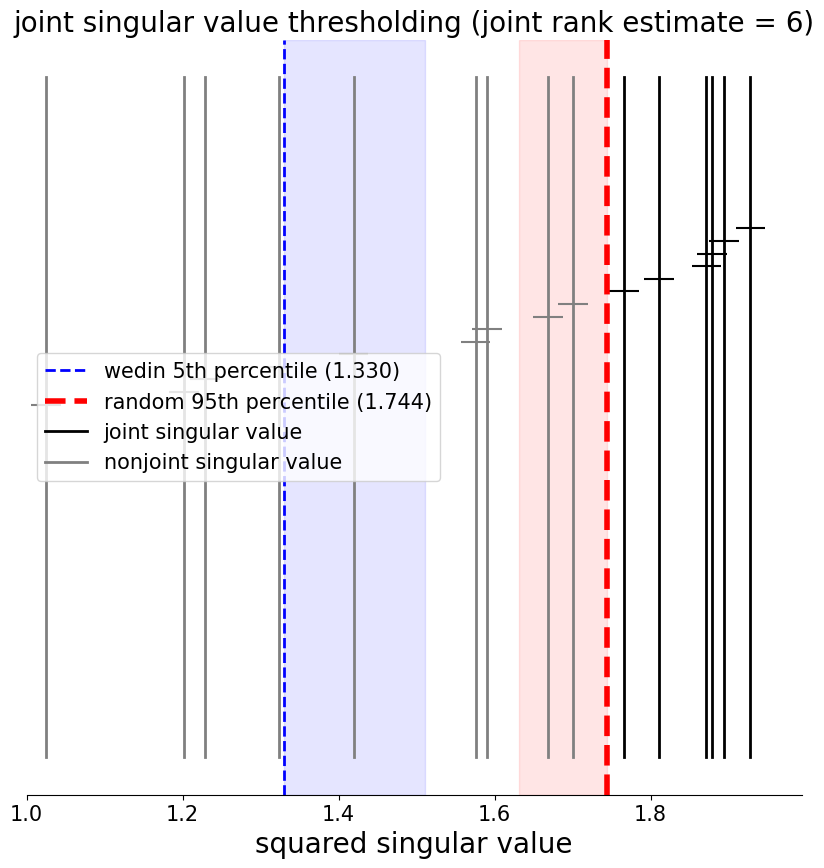 joint singular value thresholding (joint rank estimate = 6)
wedin 5th percentile (1.330)
random 95th percentile (1.744)
joint singular value
nonjoint singular value
1.0 1.2 1.4 1.6 1.8
squared singular value